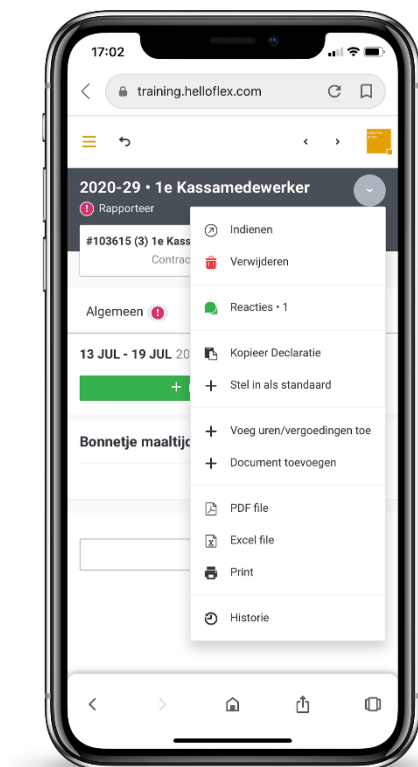 17:02
training.helloflex.com
2020-29 • 1e Kassamedewerker
Rapporteer
#103615 (3) 1e Kass
Contrac
Algemeen
13 JUL - 19 JUL 20
Bonnetje maaltijd
Indienen
Verwijderen
Reacties • 1
Kopieer Declaratie
Stel in als standaard
Voeg uren/vergoedingen toe
Document toevoegen
PDF file
Excel file
Print
Historie